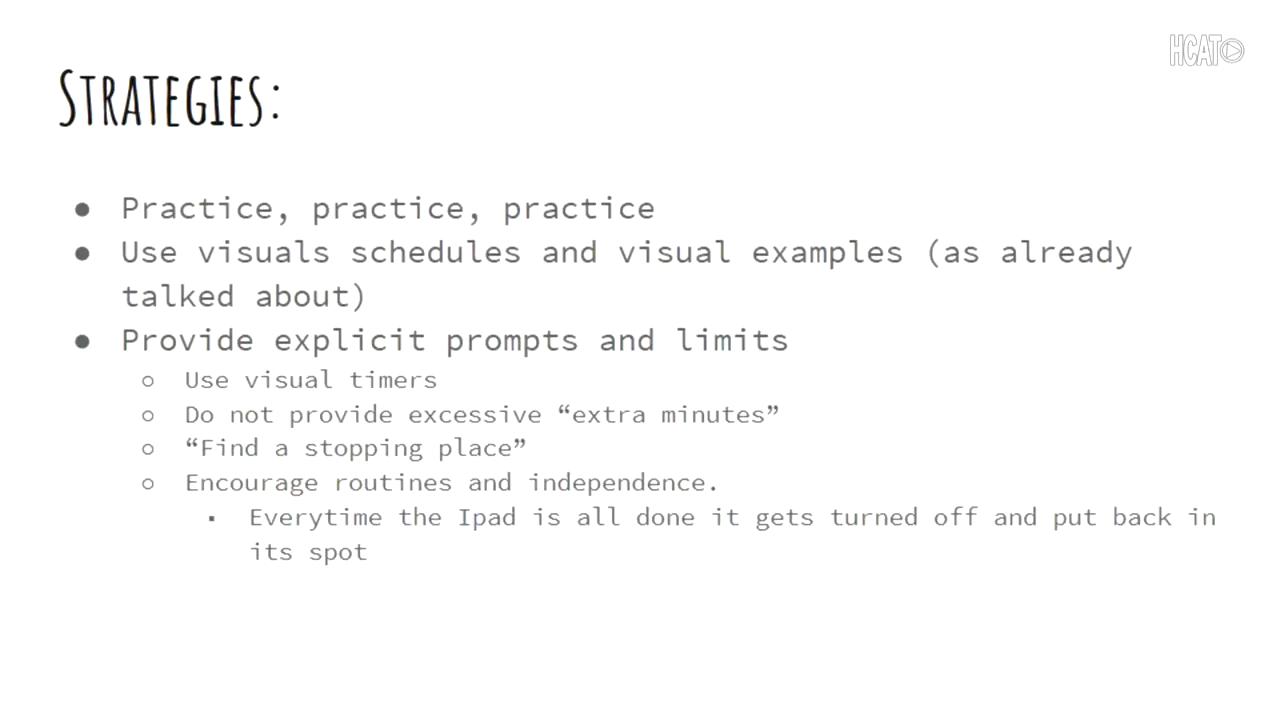 HCAT
STRATEGIES:
● Practice, practice, practice
● Use visuals schedules and visual examples (as already
talked about)
● Provide explicit prompts and limits
○ Use visual timers
○ Do not provide excessive “extra minutes”
○ “Find a stopping place”
○ Encourage routines and independence.
▪ Everytime the Ipad is all done it gets turned off and put back in
its spot